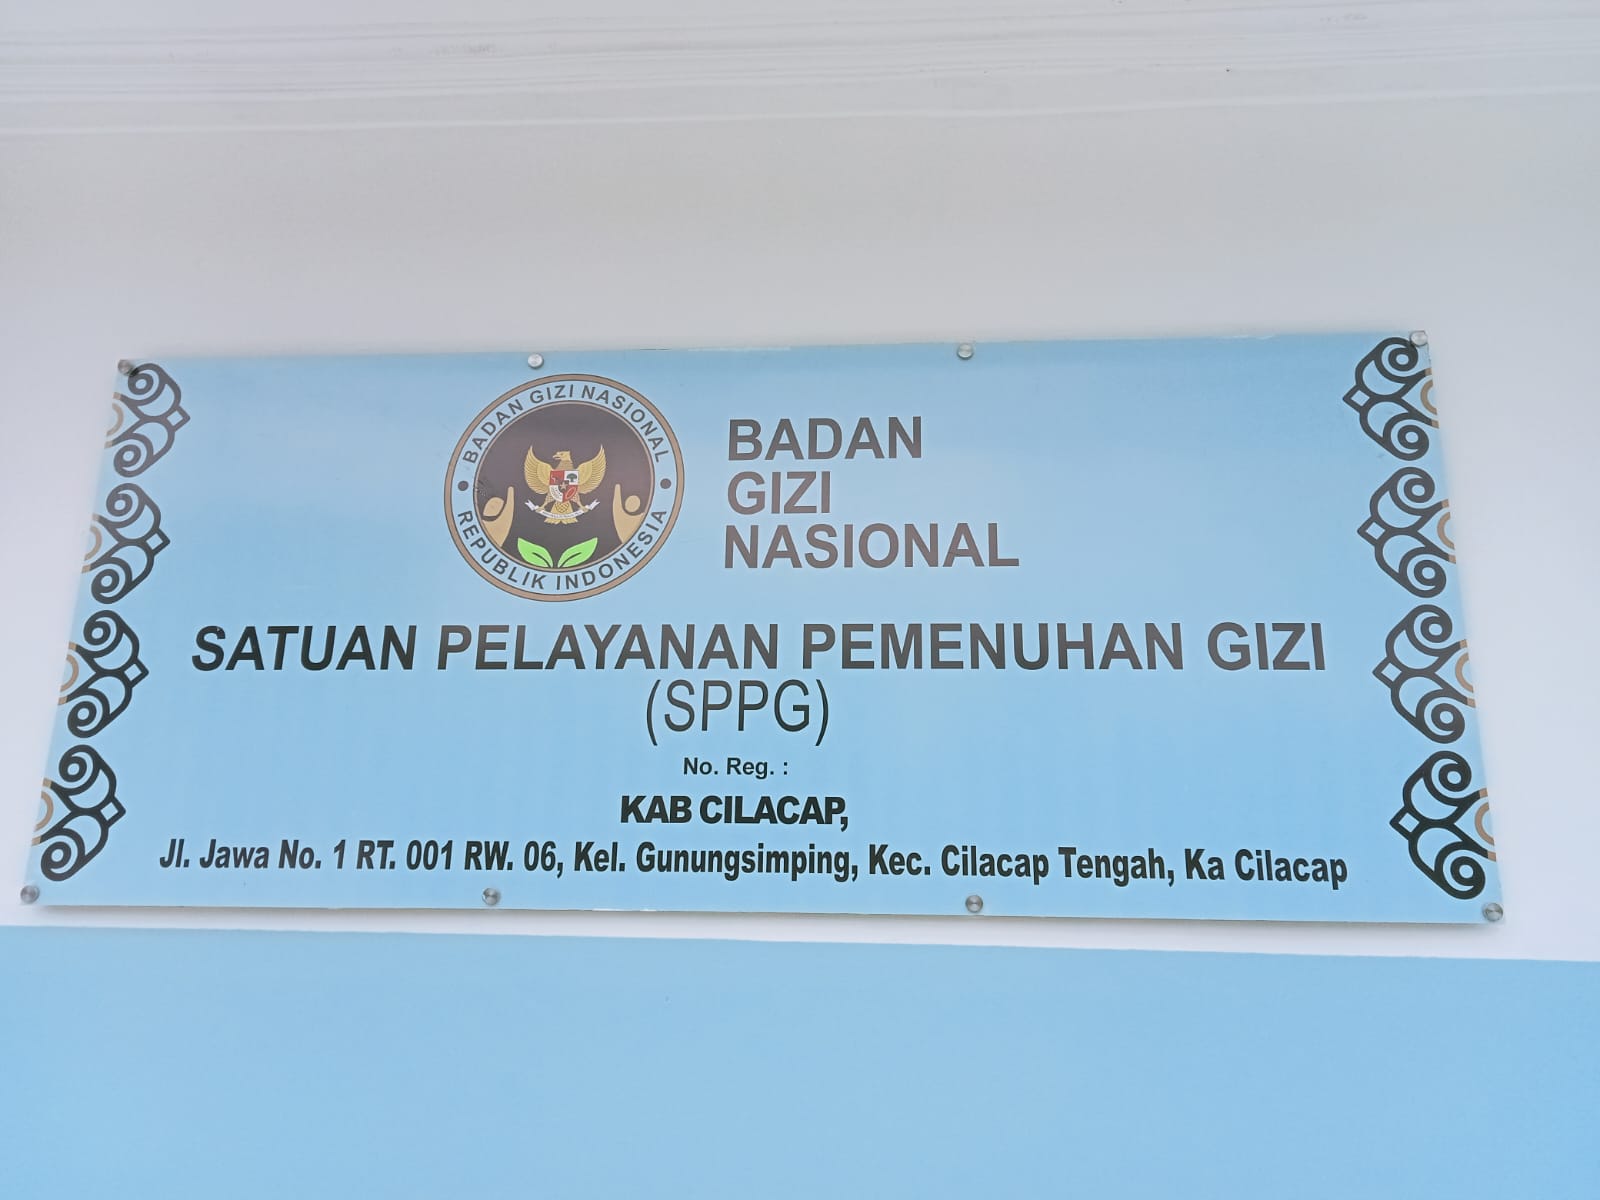 BADAN GIZI NASIONAL
REPUBLIK INDONESIA
BADAN
GIZI
NASIONAL
SATUAN PELAYANAN PEMENUHAN GIZI
(SPPG)
No. Reg. :
KAB CILACAP,
Jl. Jawa No. 1 RT. 001 RW. 06, Kel. Gunungsimping, Kec. Cilacap Tengah, Ka Cilacap